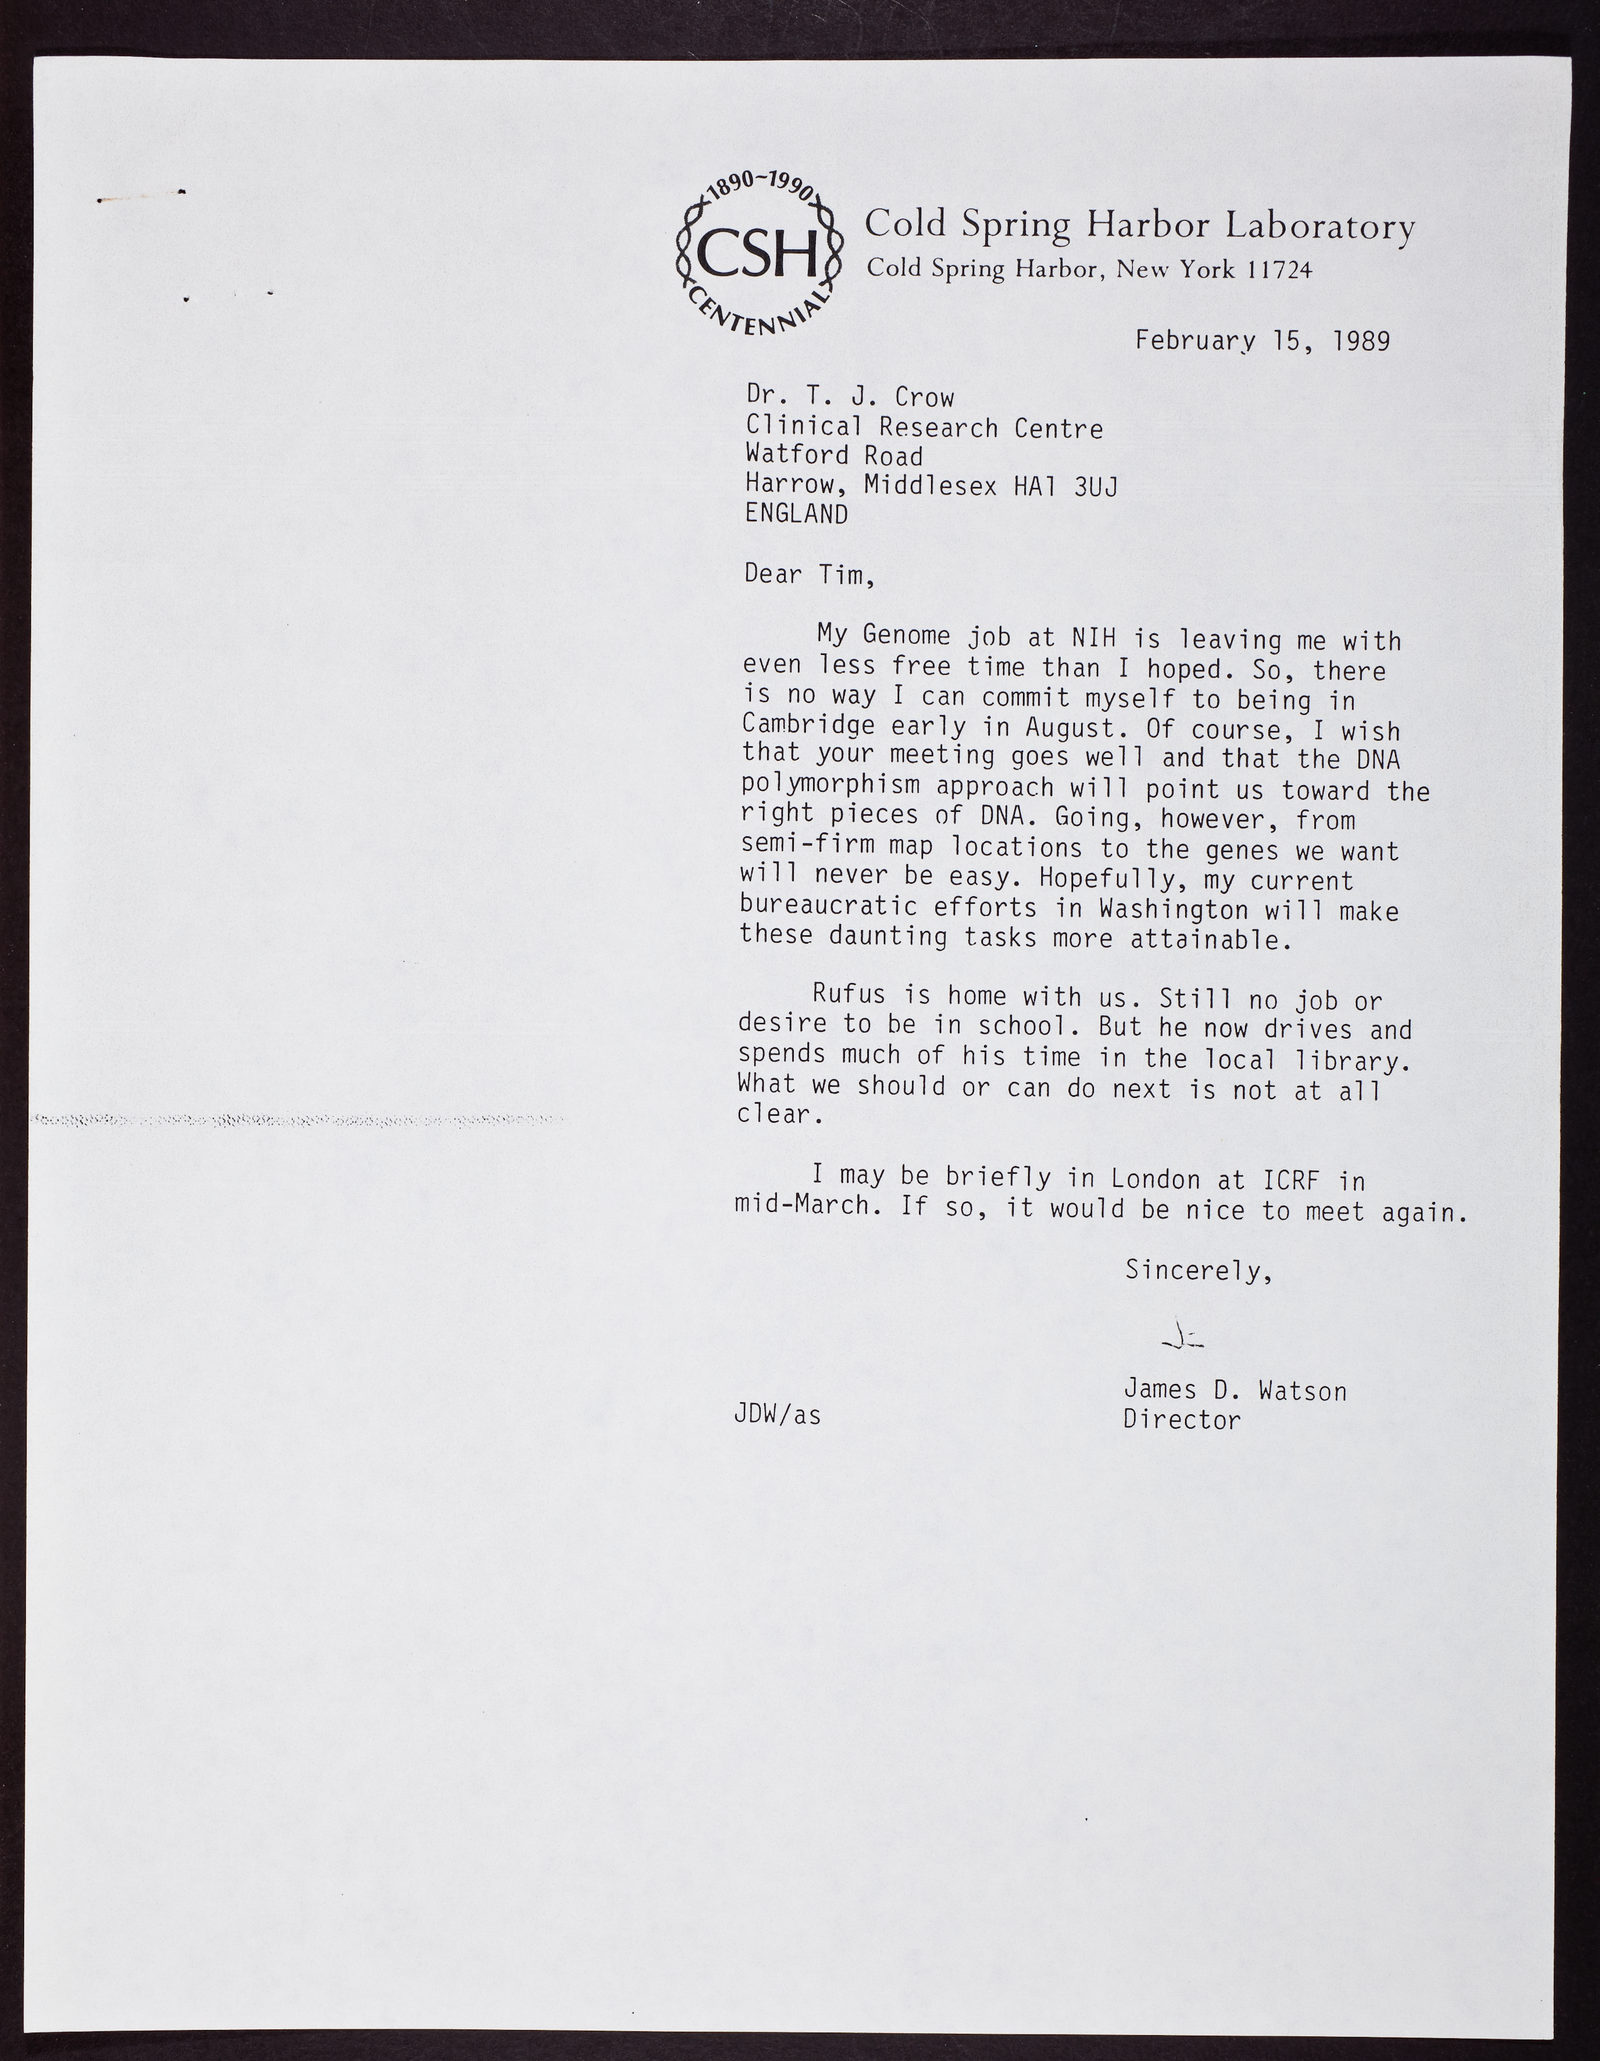 1890-1990
CSH
CENTENNIAL
Cold Spring Harbor Laboratory
Cold Spring Harbor, New York 11724
February 15, 1989
Dr. T. J. Crow
Clinical Research Centre
Watford Road
Harrow, Middlesex HA1 3UJ
ENGLAND
Dear Tim,
My Genome job at NIH is leaving me with
even less free time than I hoped. So, there
is no way I can commit myself to being in
Cambridge early in August. Of course, I wish
that your meeting goes well and that the DNA
polymorphism approach will point us toward the
right pieces of DNA. Going, however, from
semi-firm map locations to the genes we want
will never be easy. Hopefully, my current
bureaucratic efforts in Washington will make
these daunting tasks more attainable.
Rufus is home with us. Still no job or
desire to be in school. But he now drives and
spends much of his time in the local library.
What we should or can do next is not at all
clear.
I may be briefly in London at ICRF in
mid-March. If so, it would be nice to meet again.
Sincerely,
Jim
James D. Watson
Director
JDW/as